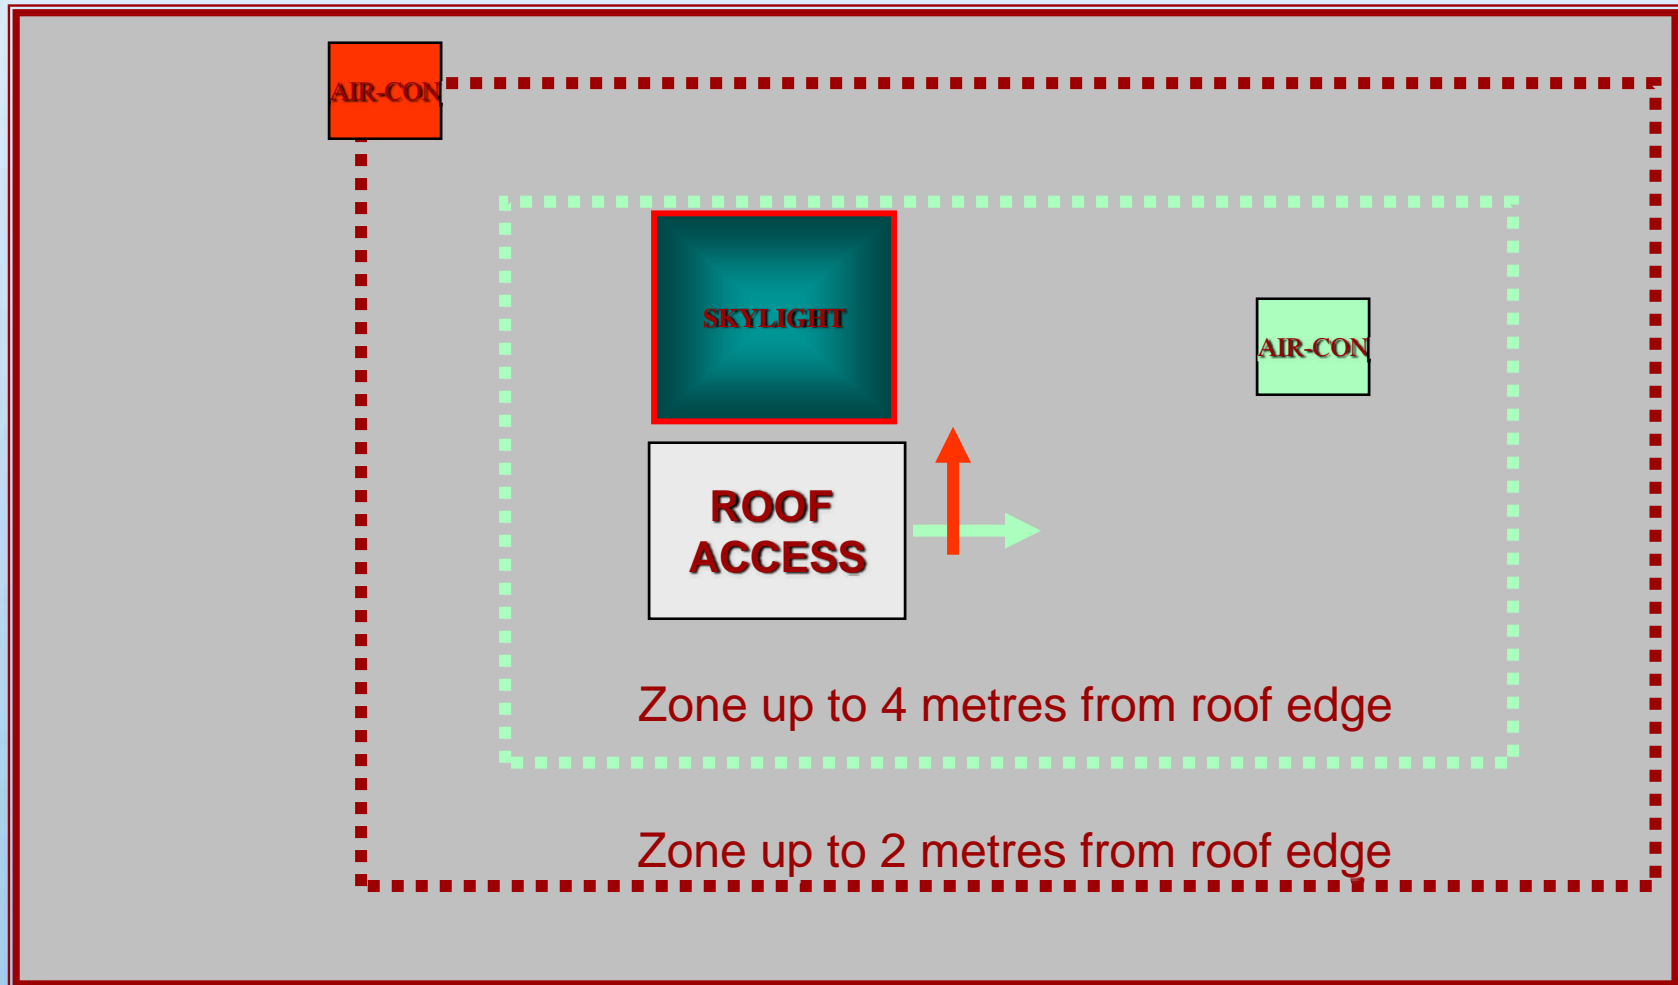 AIR-CON
SKYLIGHT
AIR-CON
ROOF
ACCESS
Zone up to 4 metres from roof edge
Zone up to 2 metres from roof edge